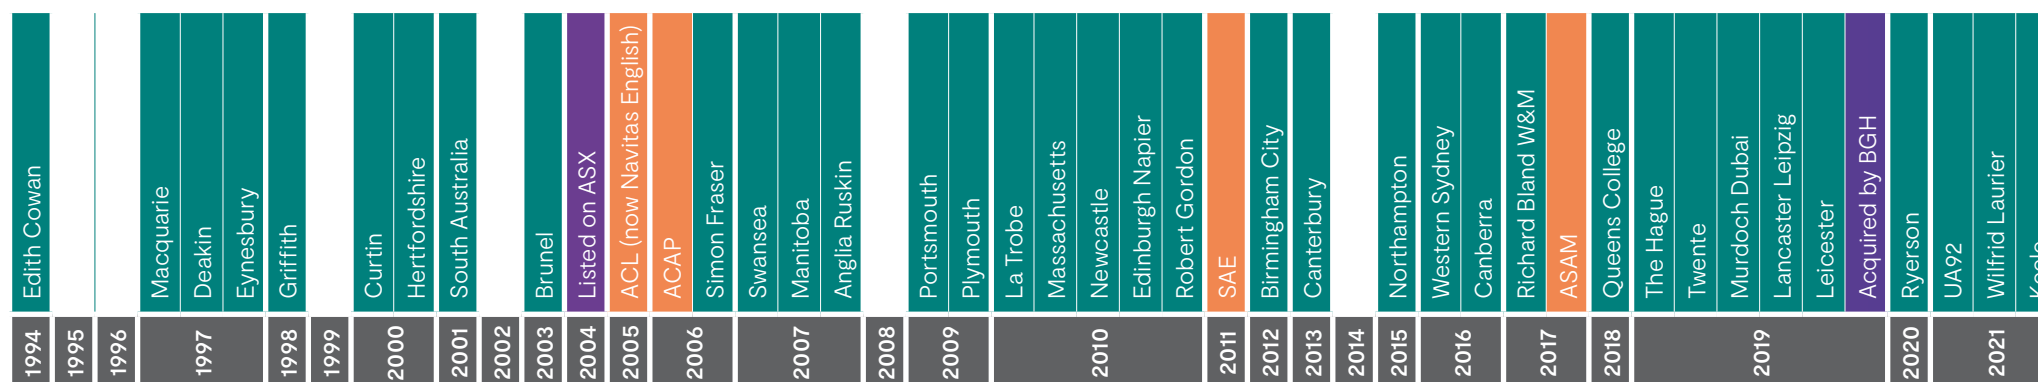 Edith Cowan
Macquarie
Deakin
Eynesbury
Griffith
Curtin
Hertfordshire
South Australia
Brunel
Listed on ASX
ACL (now Navitas English)
ACAP
Simon Fraser
Swansea
Manitoba
Anglia Ruskin
Portsmouth
Plymouth
La Trobe
Massachusetts
Newcastle
Edinburgh Napier
Robert Gordon
SAE
Birmingham City
Canterbury
Northampton
Western Sydney
Canberra
Richard Bland W&M
ASAM
Queens College
The Hague
Twente
Murdoch Dubai
Lancaster Leipzig
Leicester
Acquired by BGH
Ryerson
UA92
Wilfrid Laurier
1994
1995
1996
1997
1998
1999
2000
2001
2002
2003
2004
2005
2006
2007
2008
2009
2010
2011
2012
2013
2014
2015
2016
2017
2018
2019
2020
2021